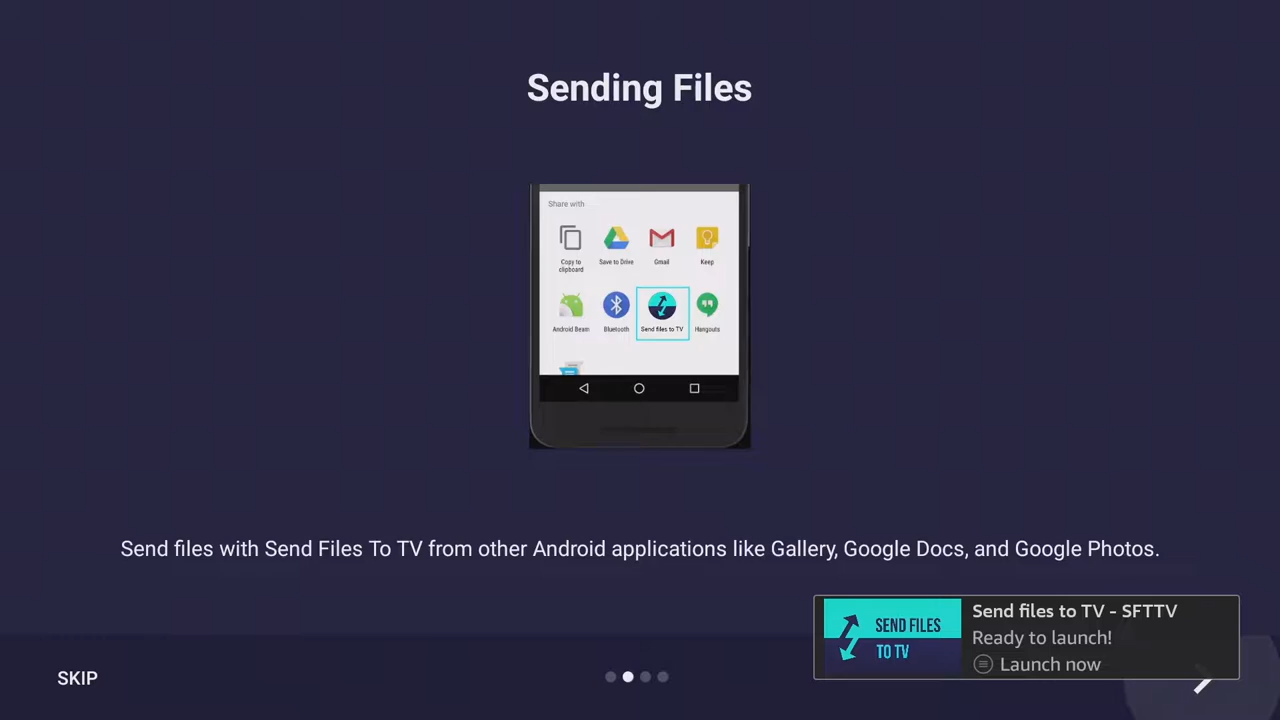 Sending Files
Share with
Copy to
clipboard
Save to Drive
Gmail
Keep
Android Beam
Bluetooth
Send files to TV
Hangouts
Send files with Send Files To TV from other Android applications like Gallery, Google Docs, and Google Photos.
SEND FILES
TO TV
Send files to TV - SFTTV
Ready to launch!
Launch now
SKIP